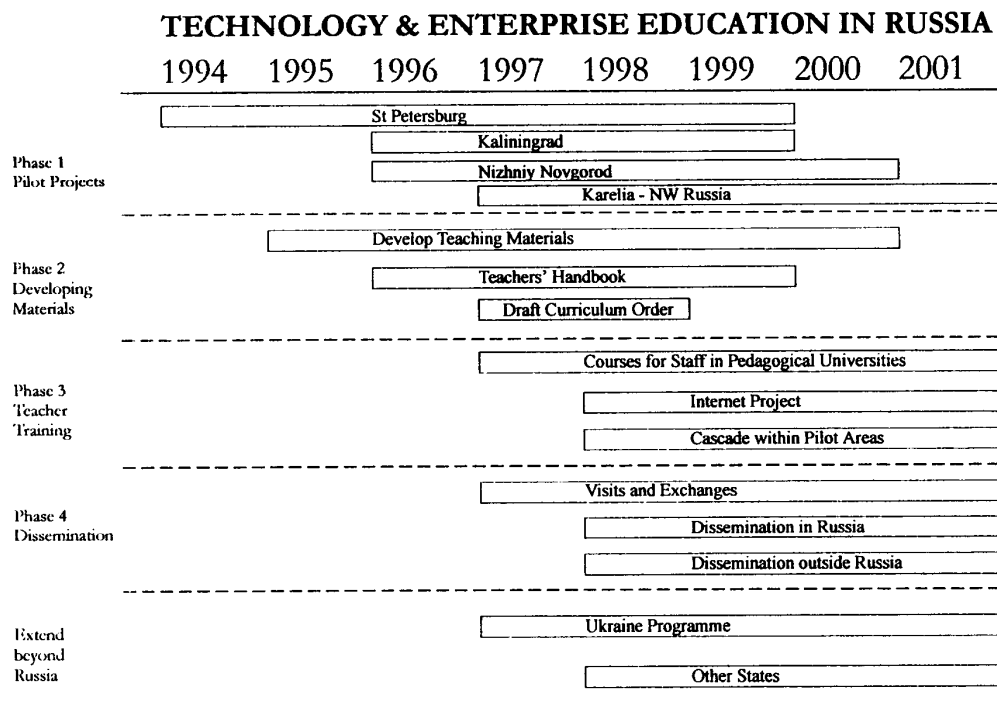 TECHNOLOGY & ENTERPRISE EDUCATION IN RUSSIA
1994 1995 1996 1997 1998 1999 2000 2001
St Petersburg
Kaliningrad
Phase 1
Pilot Projects
Nizhniy Novgorod
Karelia - NW Russia
Develop Teaching Materials
Phase 2
Developing
Materials
Teachers' Handbook
Draft Curriculum Order
Courses for Staff in Pedagogical Universities
Phase 3
Teacher
Training
Internet Project
Cascade within Pilot Areas
Visits and Exchanges
Phase 4
Dissemination
Dissemination in Russia
Dissemination outside Russia
Ukraine Programme
Extend
beyond
Russia
Other States